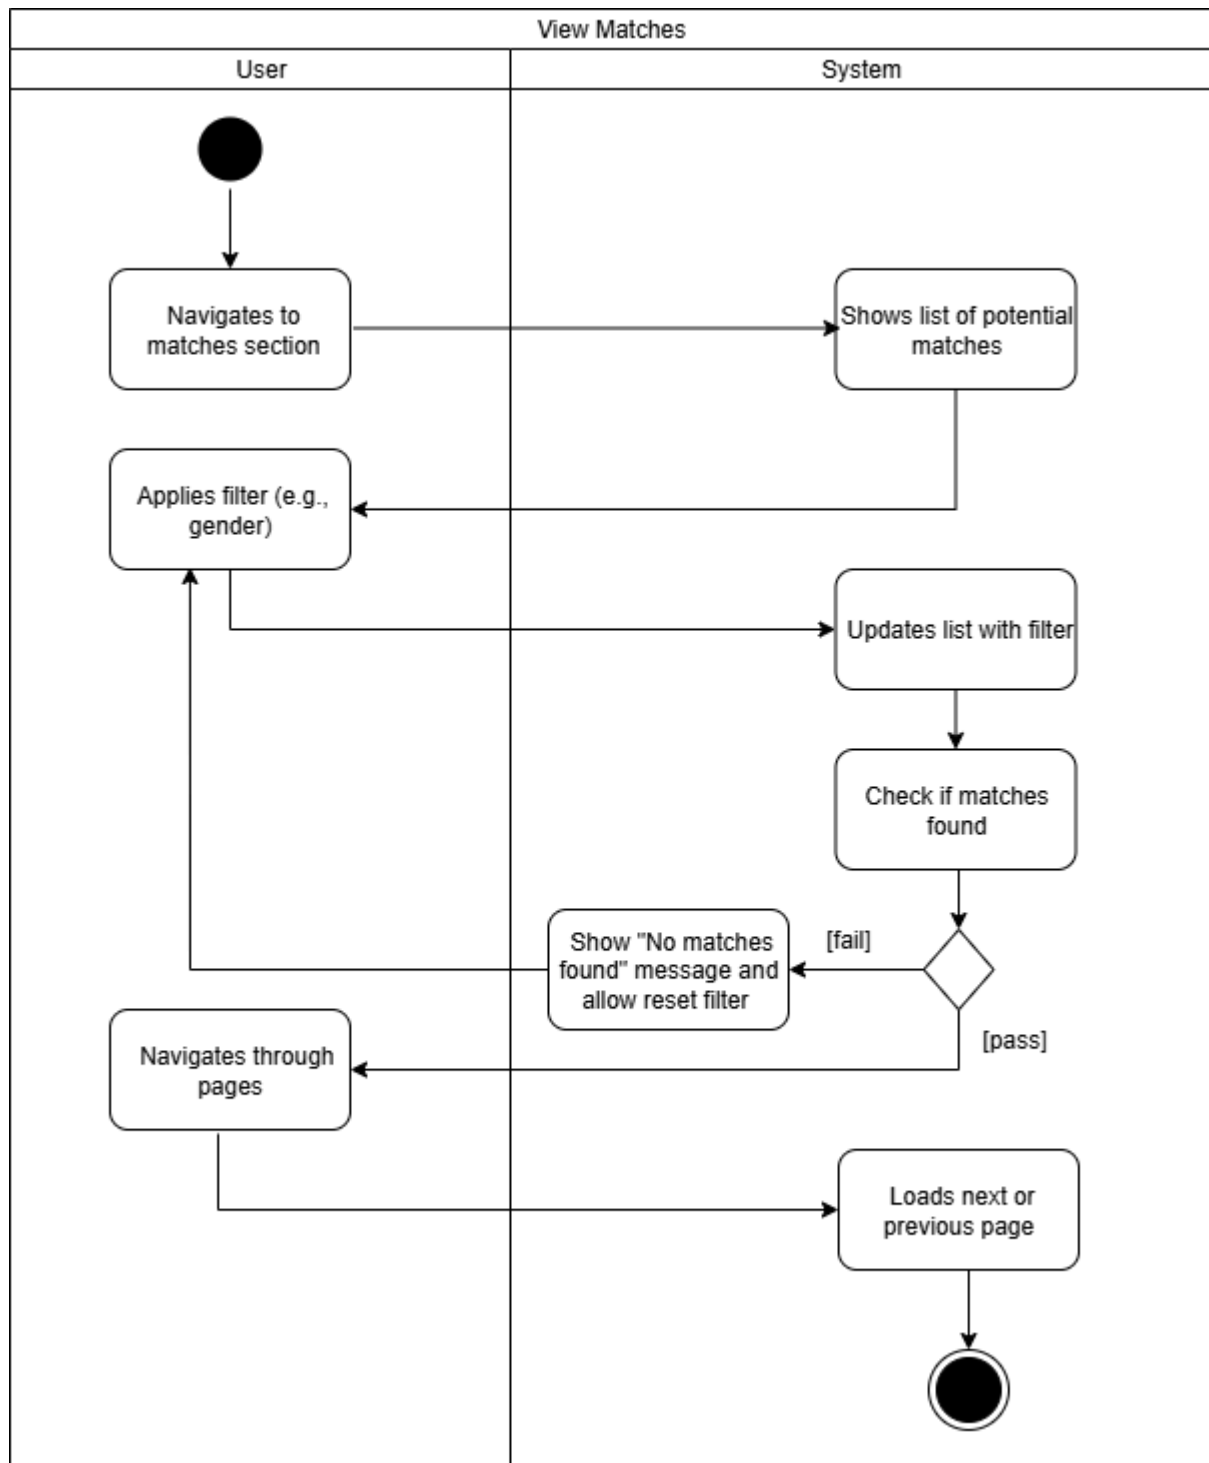 View Matches
User
System
Navigates to
matches section
Shows list of potential
matches
Applies filter (e.g.,
gender)
Updates list with filter
Check if matches
found
Show "No matches
found" message and
allow reset filter
[fail]
[pass]
Navigates through
pages
Loads next or
previous page